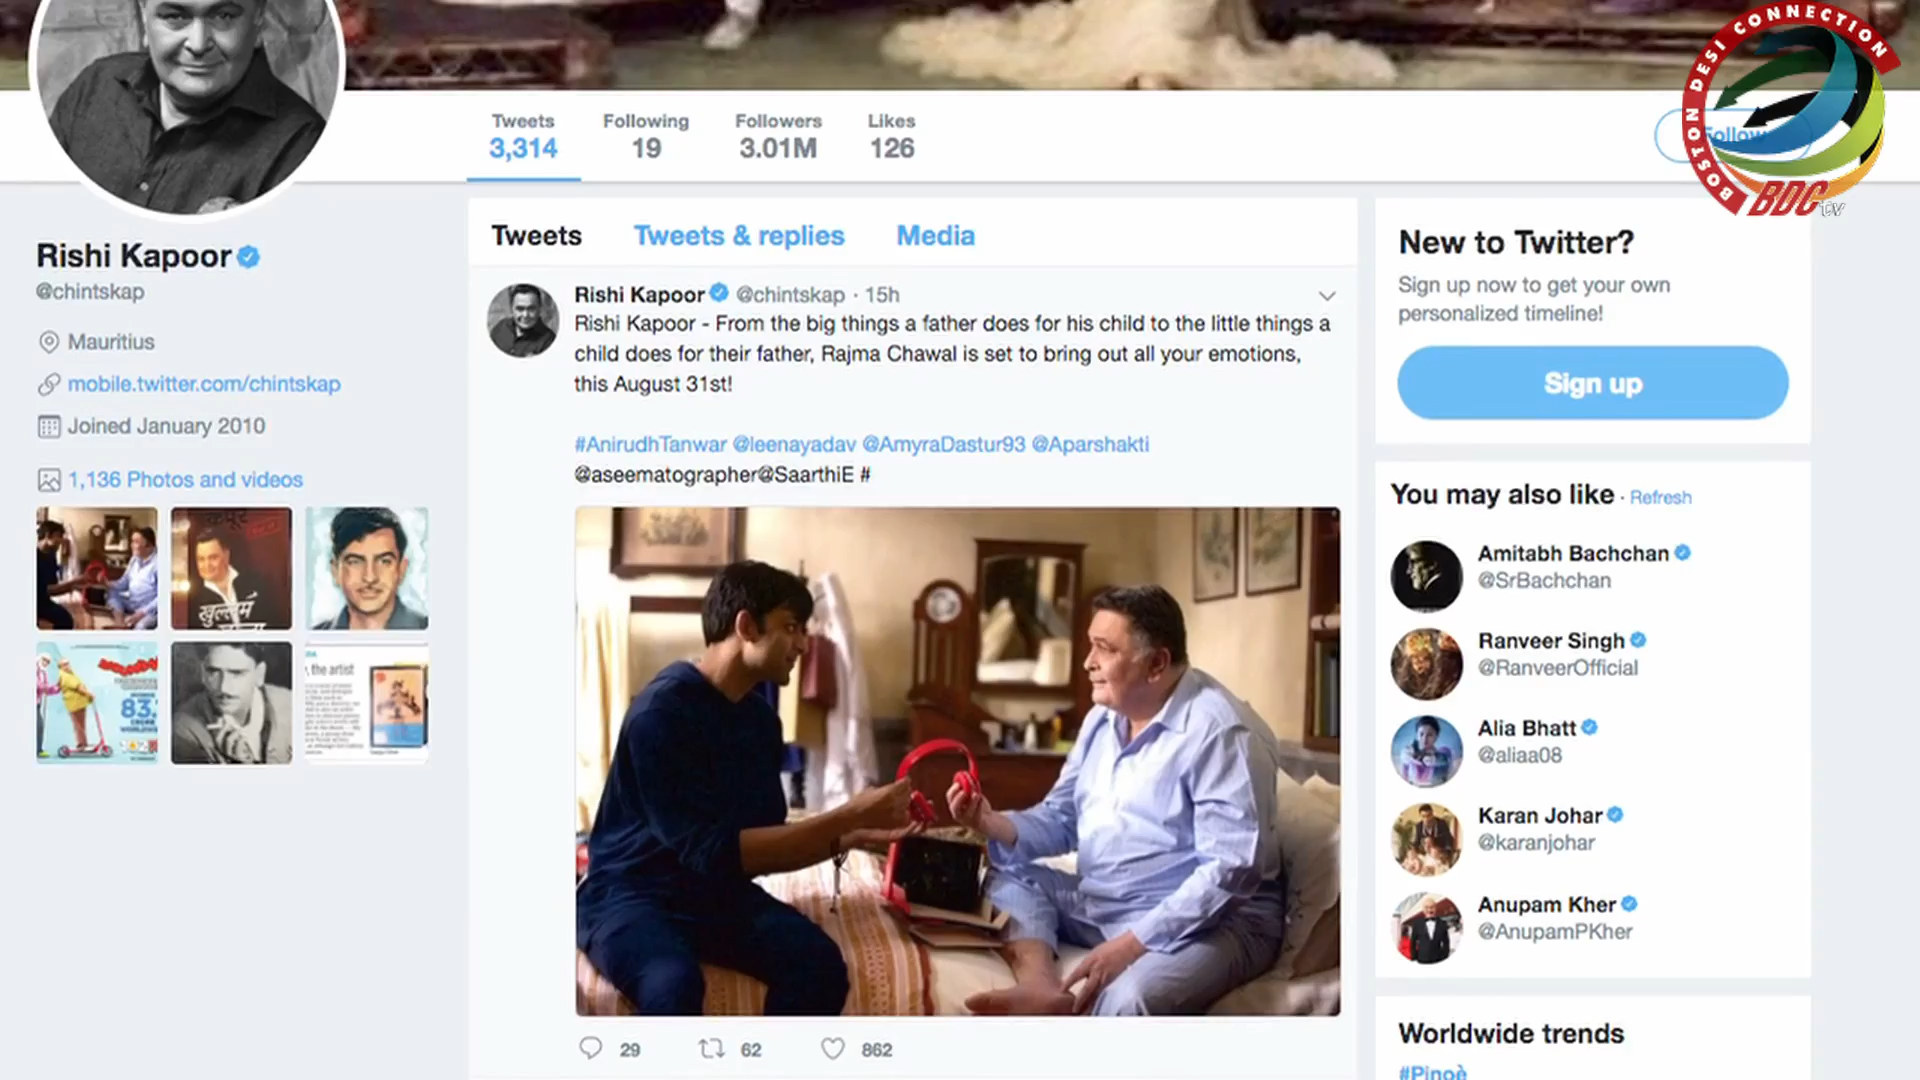 BOSTON DESI CONNECTION
BDC tv
Tweets
3,314
Following
19
Followers
3.01M
Likes
126
Follow
Rishi Kapoor
@chintskap
Mauritius
mobile.twitter.com/chintskap
Joined January 2010
1,136 Photos and videos
खुल्लम
the artist
83.
Tweets
Tweets & replies
Media
Rishi Kapoor @chintskap · 15h
Rishi Kapoor - From the big things a father does for his child to the little things a
child does for their father, Rajma Chawal is set to bring out all your emotions,
this August 31st!
#AnirudhTanwar @leenayadav @AmyraDastur93 @Aparshakti
@aseematographer@SaarthiE #
29
62
862
New to Twitter?
Sign up now to get your own
personalized timeline!
Sign up
You may also like · Refresh
Amitabh Bachchan
@SrBachchan
Ranveer Singh
@RanveerOfficial
Alia Bhatt
@aliaa08
Karan Johar
@karanjohar
Anupam Kher
@AnupamPKher
Worldwide trends
#Pinoè